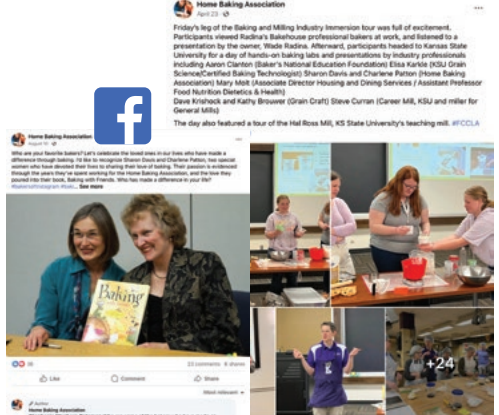 Home Baking Association
April 23 ·
Friday's leg of the Baking and Milling Industry Immersion tour was full of excitement.
Participants viewed Radina's Bakehouse professional bakers at work, and listened to a
presentation by the owner, Wade Radina. Afterward, participants headed to Kansas State
University for a day of hands-on baking labs and presentations by industry professionals
including Aaron Clanton (Baker's National Education Foundation) Elisa Karkle (KSU Grain
Science/Certified Baking Technologist) Sharon Davis and Charlene Patton (Home Baking
Association) Mary Molt (Associate Director Housing and Dining Services / Assistant Professor
Food Nutrition Dietetics & Health)
Dave Krishock and Kathy Brouwer (Grain Craft) Steve Curran (Career Mill, KSU and miller for
General Mills)
The day also featured a tour of the Hal Ross Mill, KS State University's teaching mill. #FCCLA
f
Home Baking Association
August
Who are your favorite bakers? Let's celebrate the loved ones in our lives who have made a
difference through baking. I'd like to recognize Sharon Davis and Charlene Patton, two special
women who have devoted their lives to sharing their love of baking. Their passion is evidenced
through the years they've spent working for the Home Baking Association, and the love they
poured into their book, Baking with Friends. Who has made a difference in your life?
... See more
Baking
+24
23 comments 8 shares
Like Comment Share
Most relevant
Author
Home Baking Association